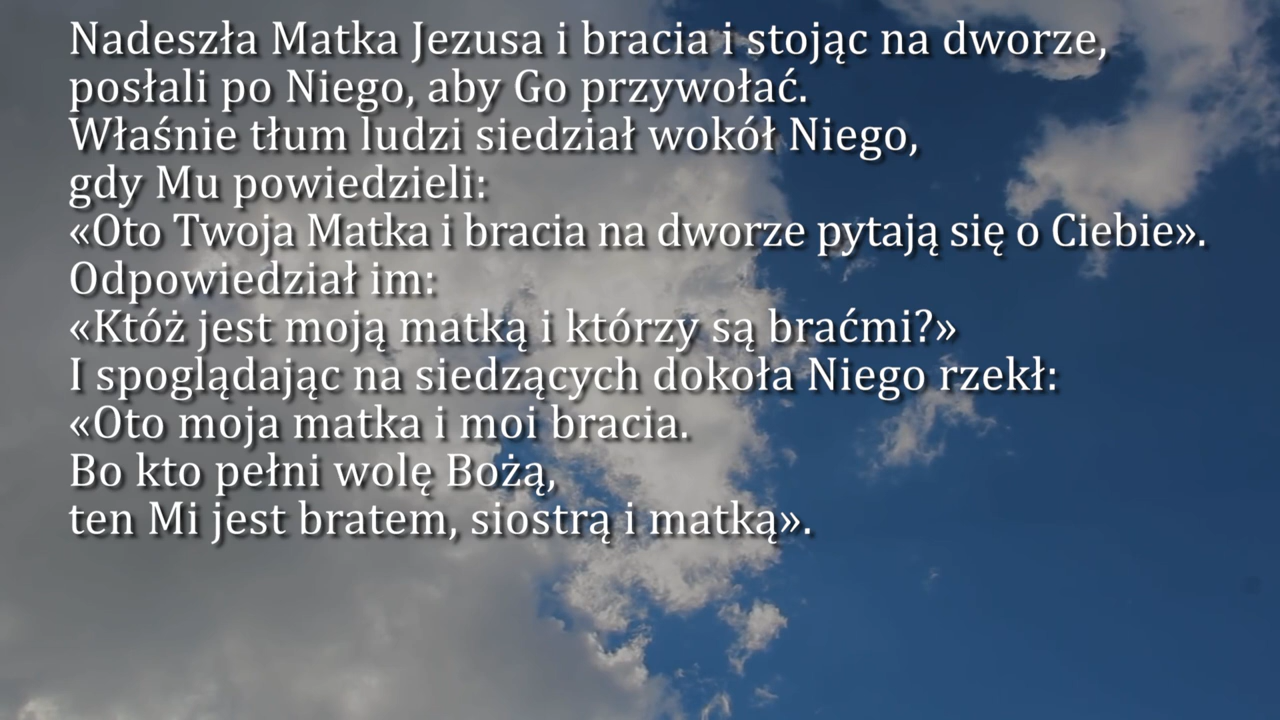 Nadeszła Matka Jezusa i bracia i stojąc na dworze,
posłali po Niego, aby Go przywołać.
Właśnie tłum ludzi siedział wokół Niego,
gdy Mu powiedzieli:
«Oto Twoja Matka i bracia na dworze pytają się o Ciebie».
Odpowiedział im:
«Któż jest moją matką i którzy są braćmi?»
I spoglądając na siedzących dokoła Niego rzekł:
«Oto moja matka i moi bracia.
Bo kto pełni wolę Bożą,
ten Mi jest bratem, siostrą i matką».